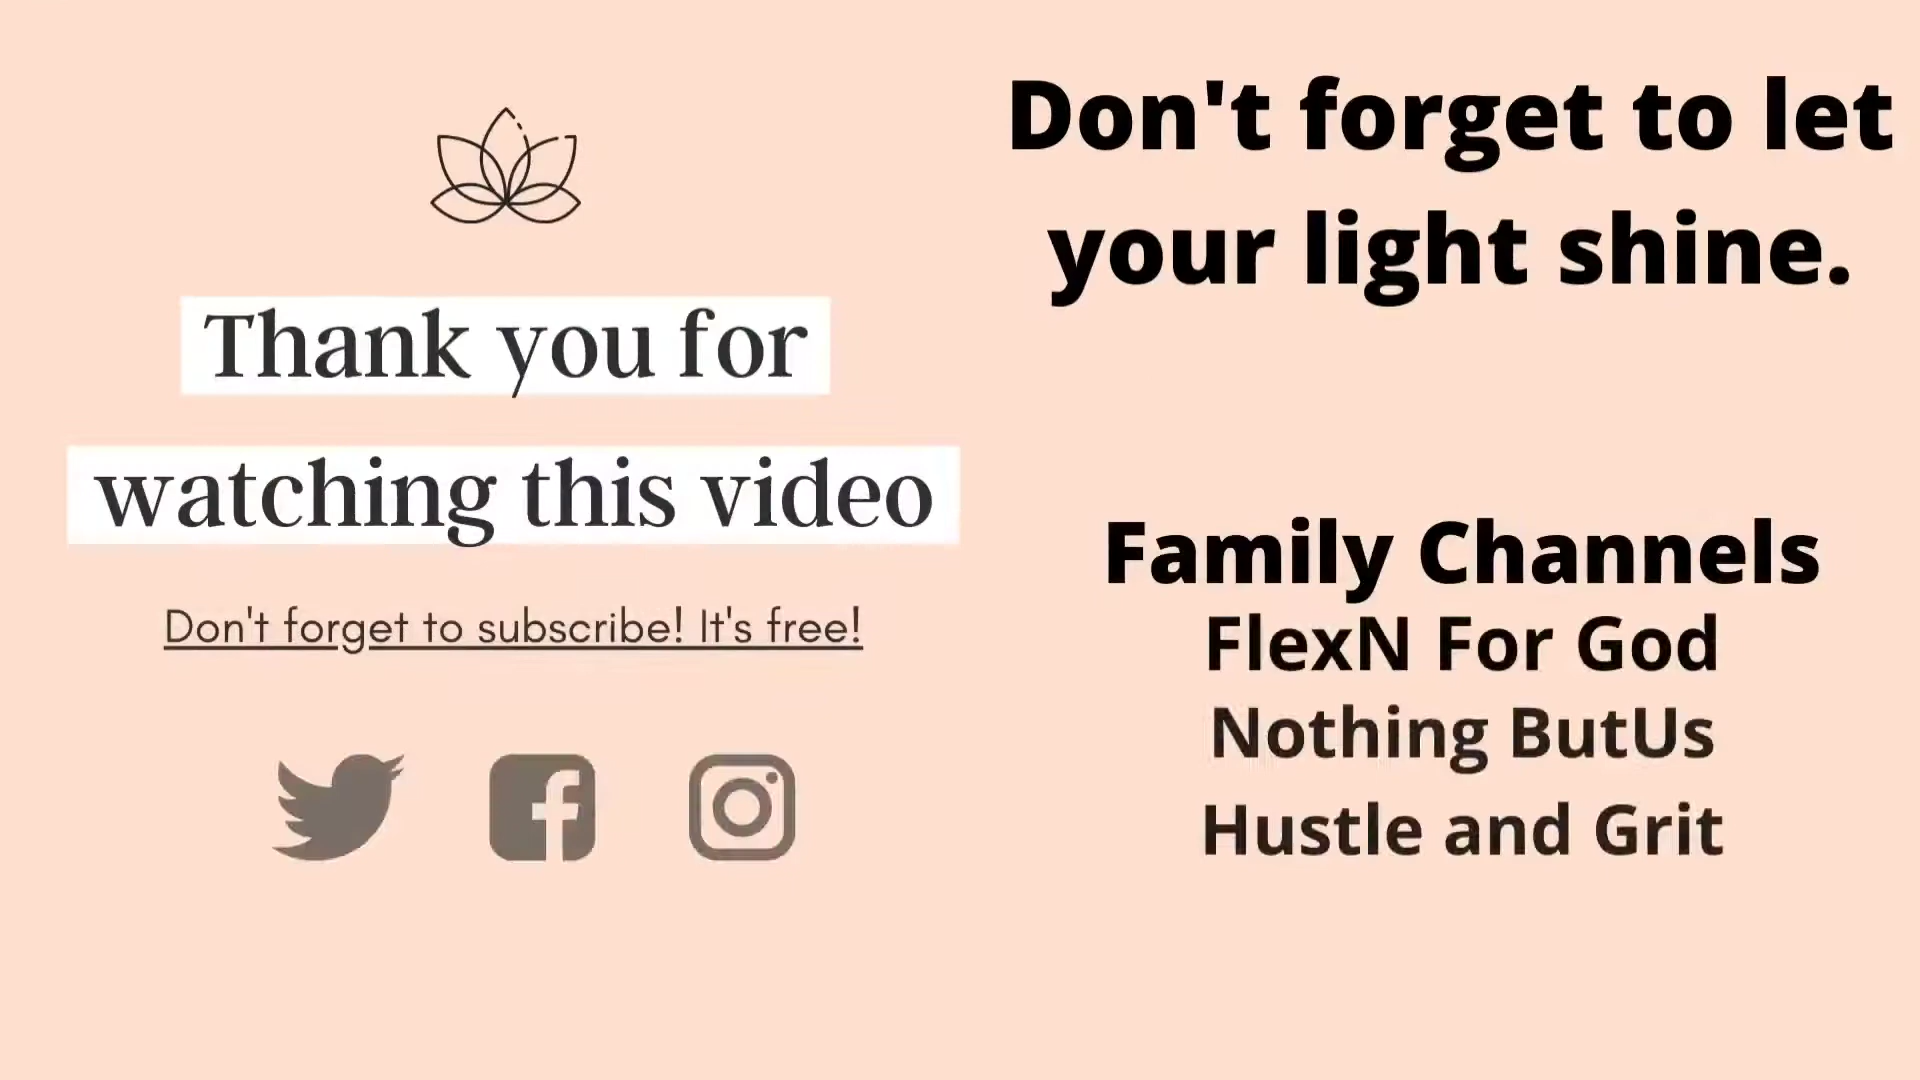 Thank you for
watching this video
Don't forget to subscribe! It's free!
Don't forget to let
your light shine.
Family Channels
FlexN For God
Nothing ButUs
Hustle and Grit